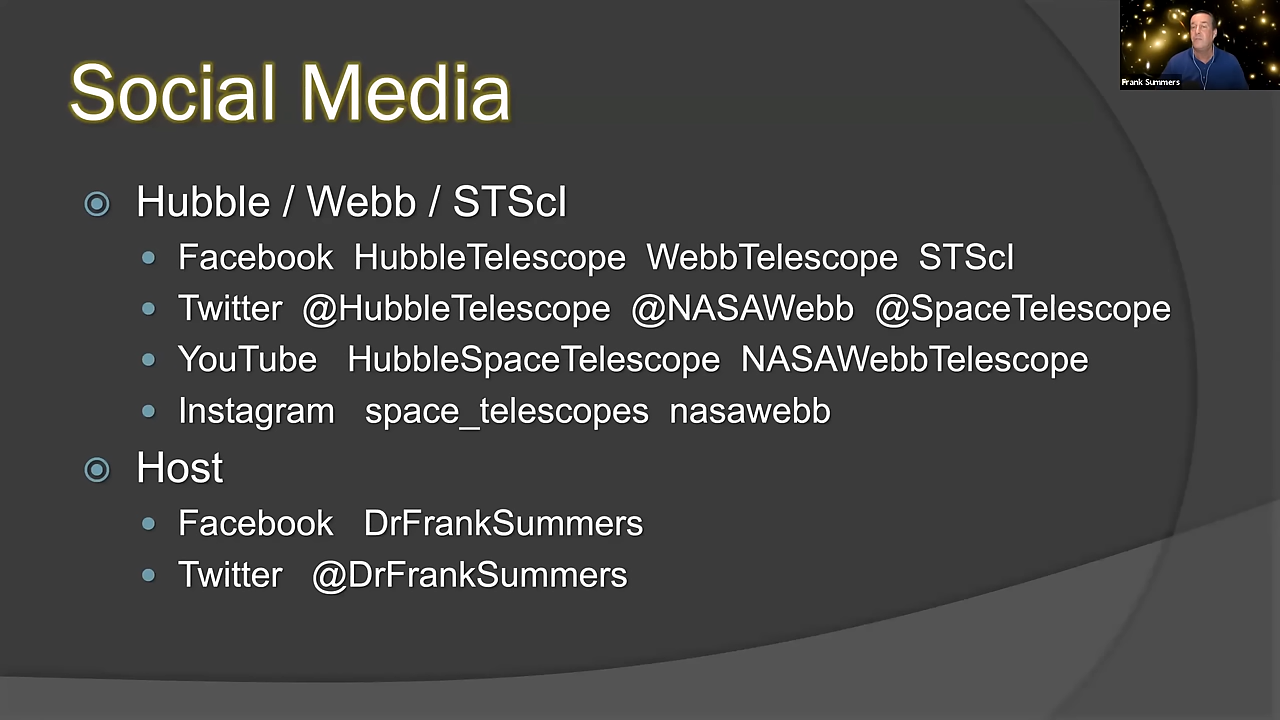 Social Media
Frank Summers
Hubble / Webb / STScI
Facebook HubbleTelescope WebbTelescope STScI
Twitter @HubbleTelescope @NASAWebb @SpaceTelescope
YouTube HubbleSpaceTelescope NASAWebbTelescope
Instagram space_telescopes nasawebb
Host
Facebook DrFrankSummers
Twitter @DrFrankSummers